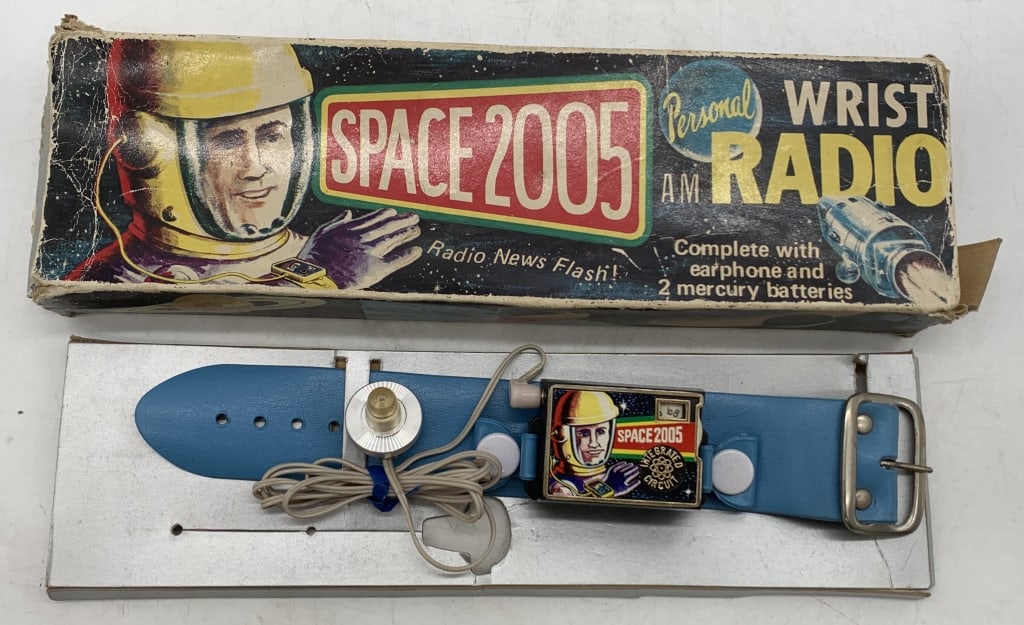 SPACE 2005
Personal
WRIST
AM RADIO
Radio News Flash!
Complete with
earphone and
2 mercury batteries
SPACE 2005
INTEGRATED
CIRCUIT